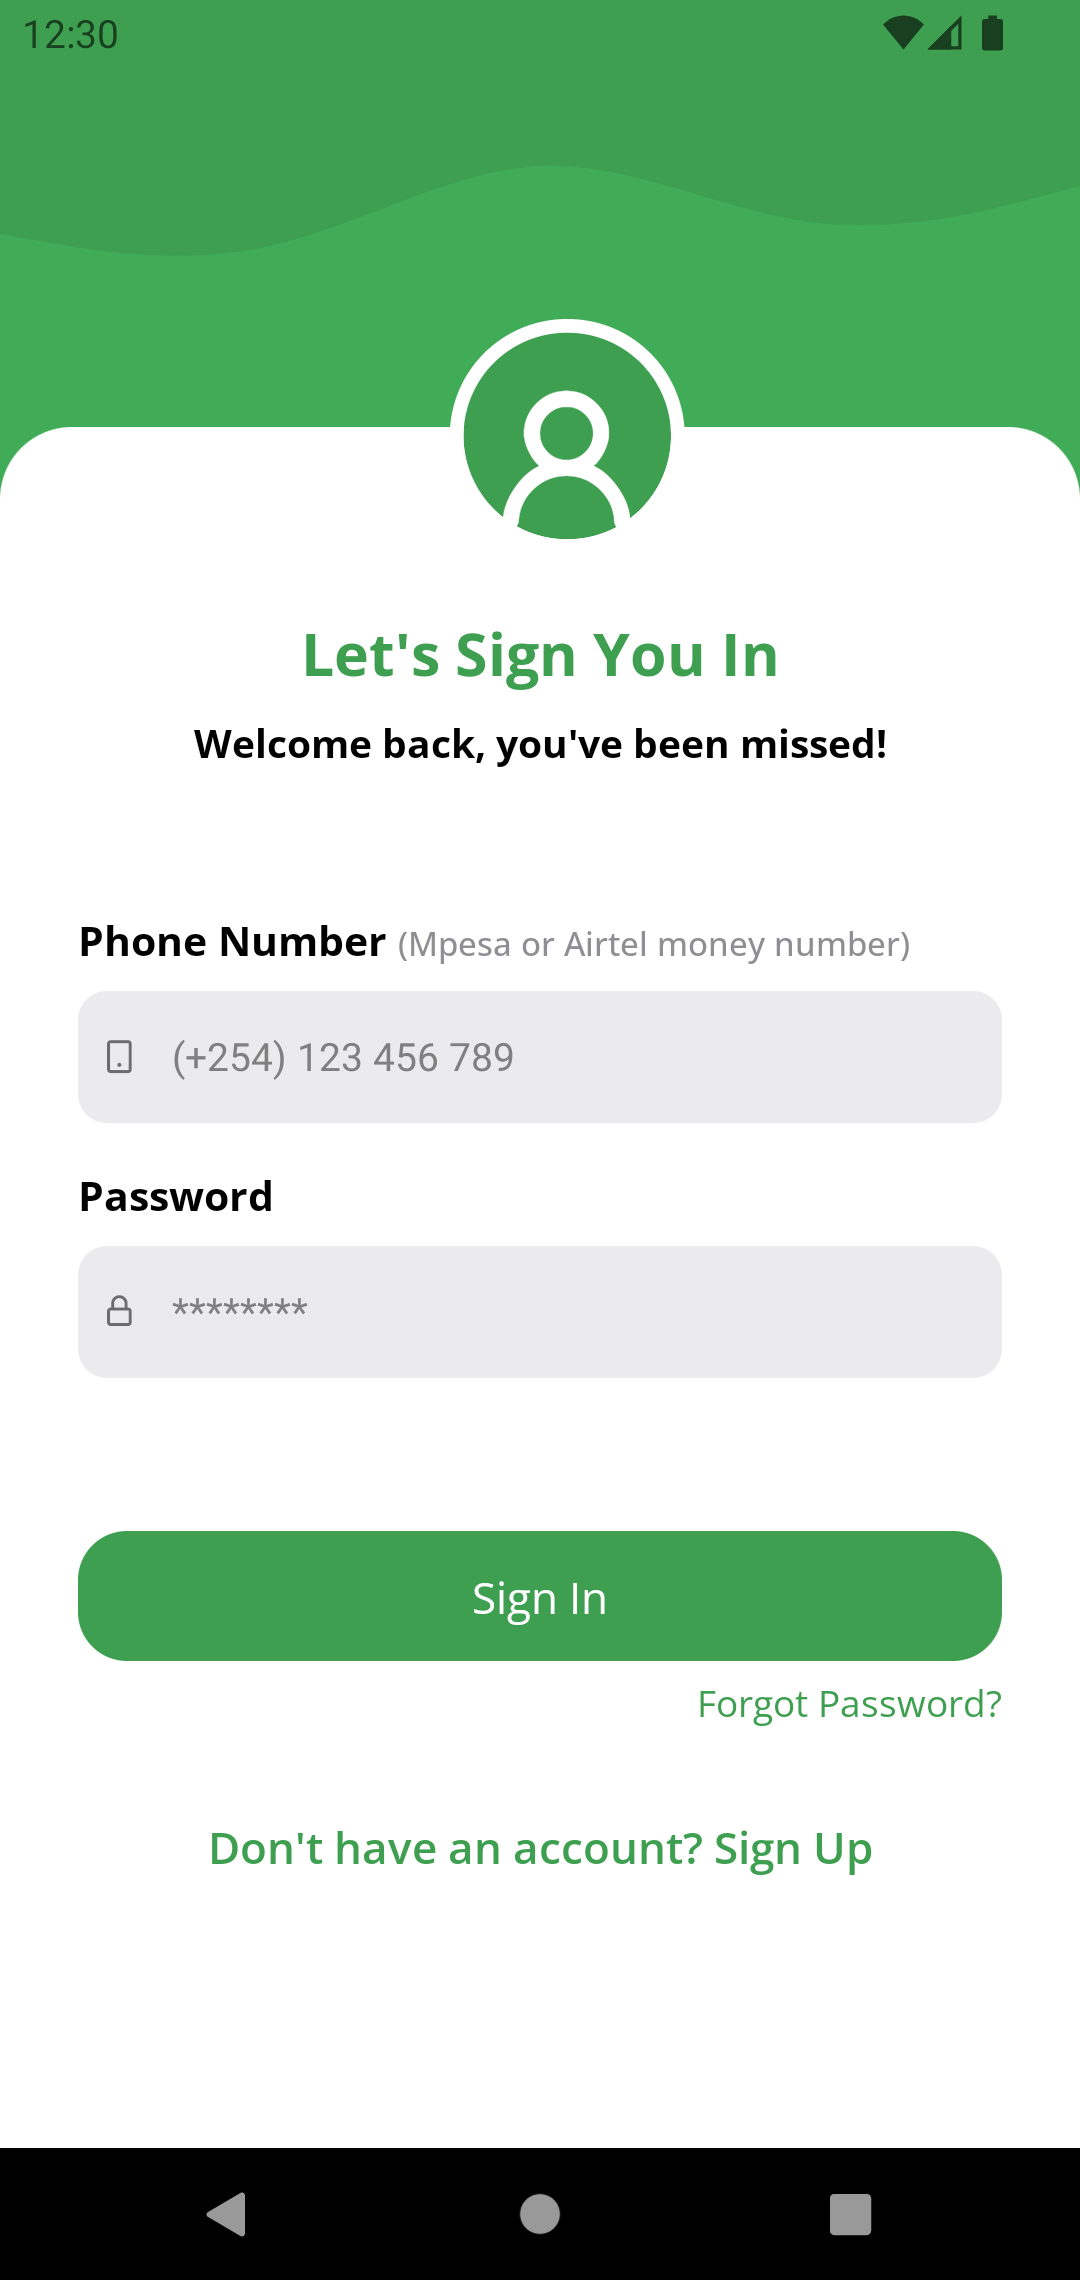 12:30
Let's Sign You In
Welcome back, you've been missed!
Phone Number (Mpesa or Airtel money number)
(+254) 123 456 789
Password
********
Sign In
Forgot Password?
Don't have an account? Sign Up